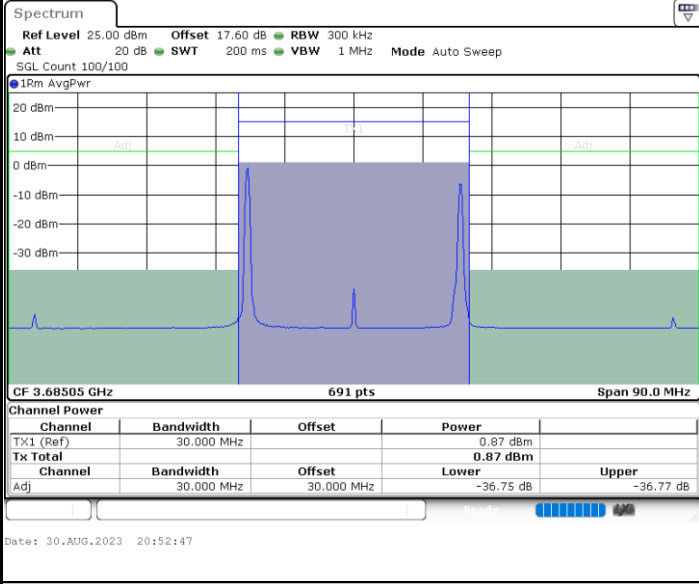 Spectrum
Ref Level 25.00 dBm Offset 17.60 dB RBW 300 kHz
Att 20 dB SWT 200 ms VBW 1 MHz Mode Auto Sweep
SGL Count 100/100
1Rm AvgPwr
20 dBm
TX1
10 dBm
Adj Adj
0 dBm
-10 dBm
-20 dBm
-30 dBm
CF 3.68505 GHz 691 pts Span 90.0 MHz
Channel Power
Channel Bandwidth Offset Power
TX1 (Ref) 30.000 MHz 0.87 dBm
Tx Total 0.87 dBm
Channel Bandwidth Offset Lower Upper
Adj 30.000 MHz 30.000 MHz -36.75 dB -36.77 dB
Ready
Date: 30.AUG.2023 20:52:47